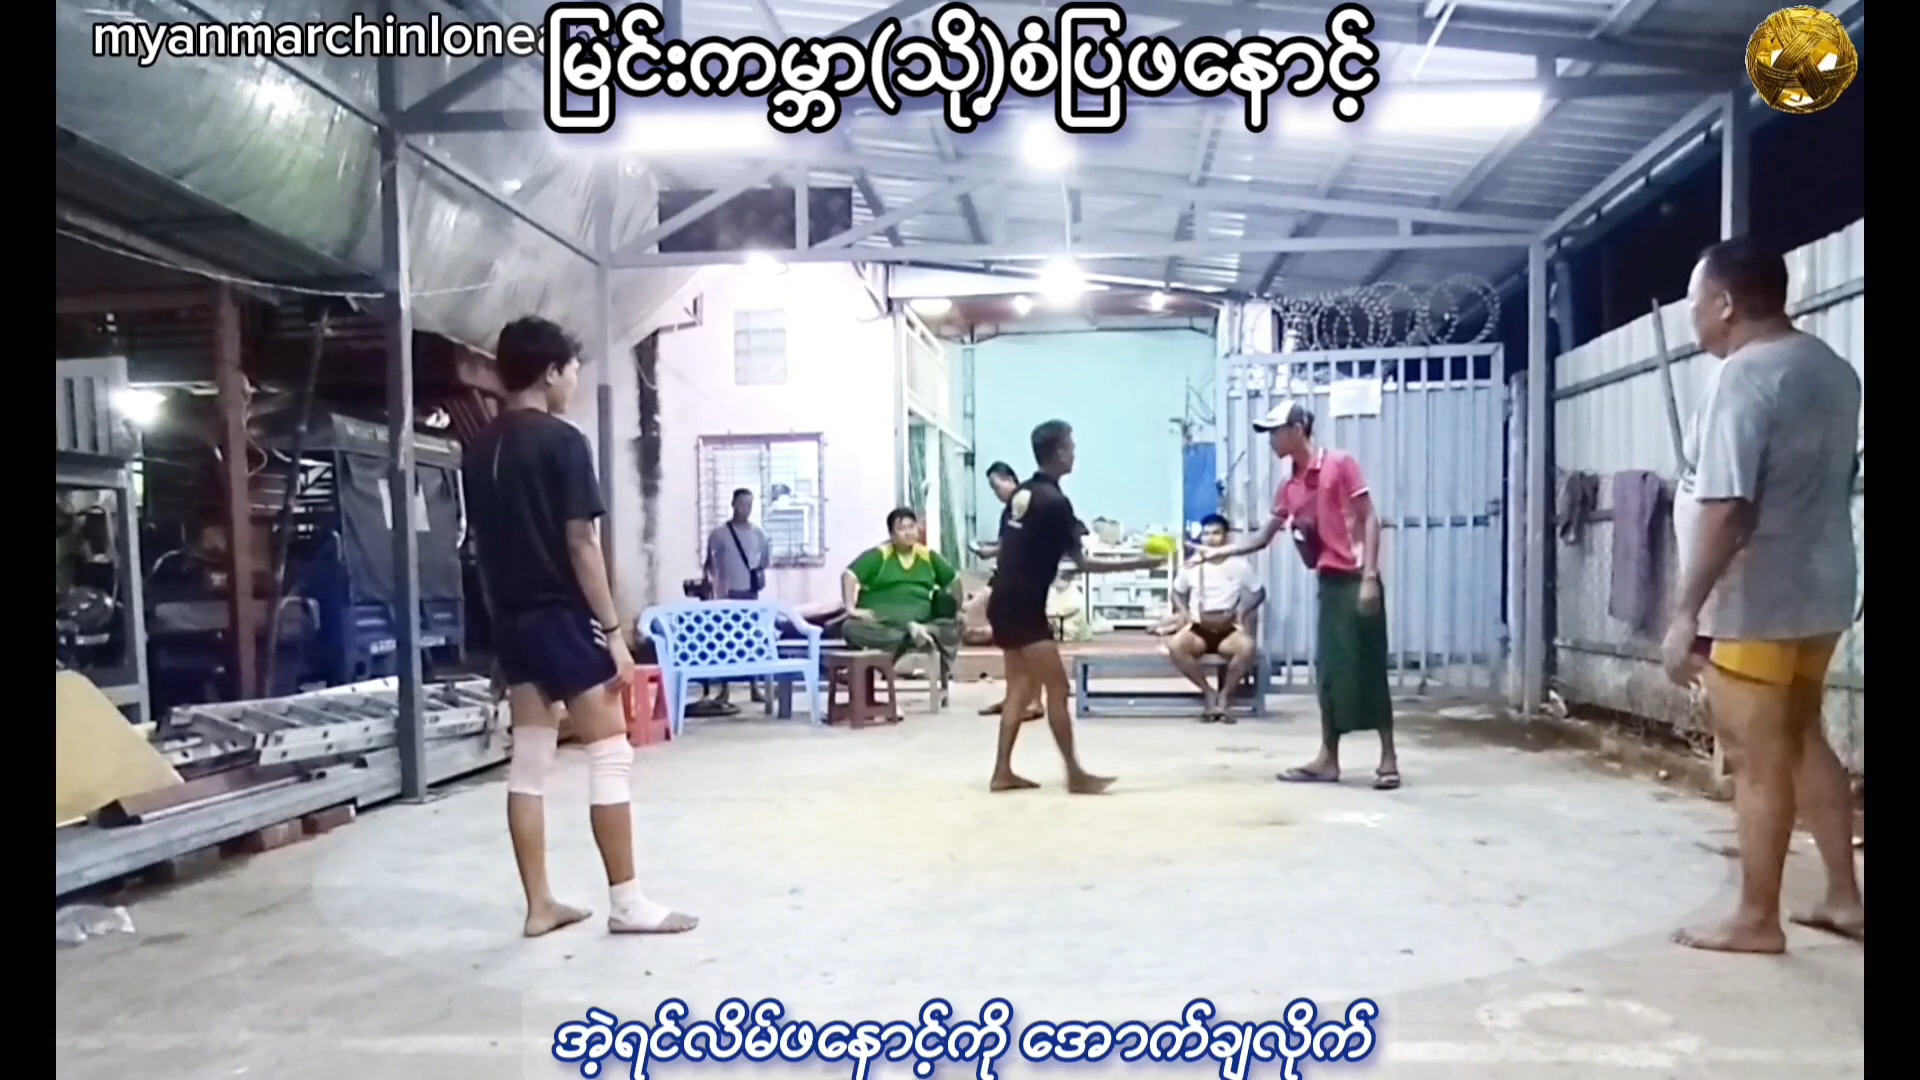 myanmarchinlone
မြင်းကမ္ဘာ(သို့)စံပြဖနောင့်
အဲ့ရင်လိမ်ဖနောင့်ကို အောက်ချလိုက်